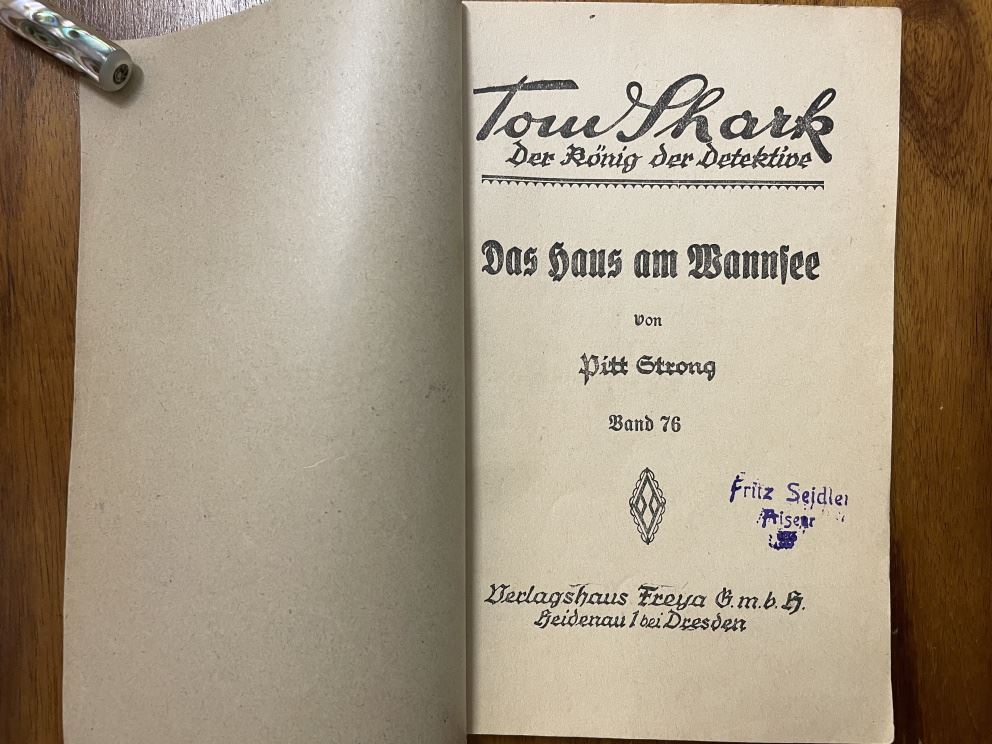 Tom Shark
Der König der Detektive
Das Haus am Wannsee
von
Pitt Strong
Band 76
Fritz Seidler
Friseur
Verlagshaus Freya G.m.b.H.
Heidenau 1 bei Dresden